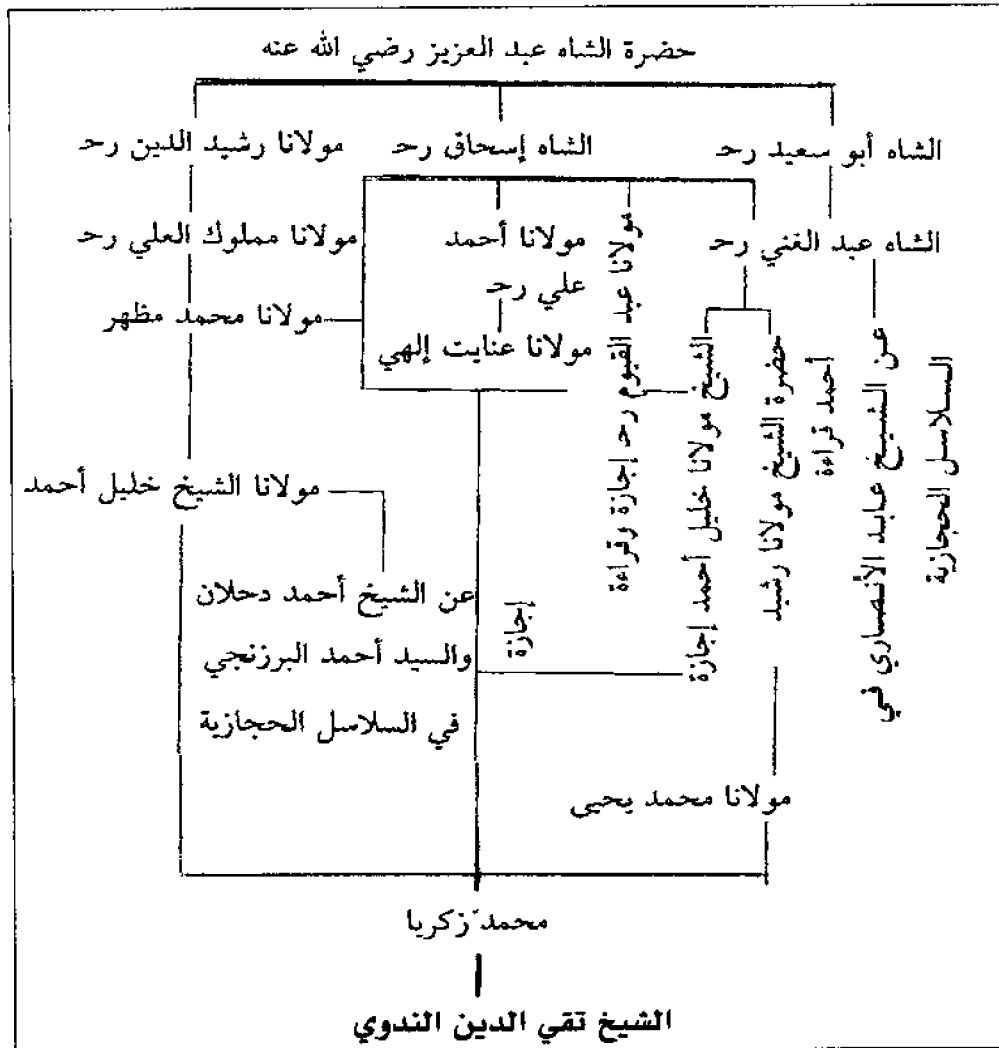 حضرة الشاه عبد العزيز رضي الله عنه
الشاه أبو سعيد رحـ
الشاه إسحاق رحـ
مولانا رشيد الدين رحـ
الشاه عبد الغني رحـ
مولانا عبد القيوم رحـ إجازة وقراءة
مولانا أحمد
علي رحـ
مولانا مملوك العلي رحـ
مولانا محمد مظهر
مولانا عنايت إلهي
عن الشيخ عابد الأنصاري في
السلاسل الحجازية
حضرة الشيخ مولانا رشيد
أحمد قراءة
الشيخ مولانا خليل أحمد إجازة
مولانا الشيخ خليل أحمد
عن الشيخ أحمد دحلان
والسيد أحمد البرزنجي
في السلاسل الحجازية
إجازة
مولانا محمد يحيى
محمد زكريا
الشيخ تقي الدين الندوي